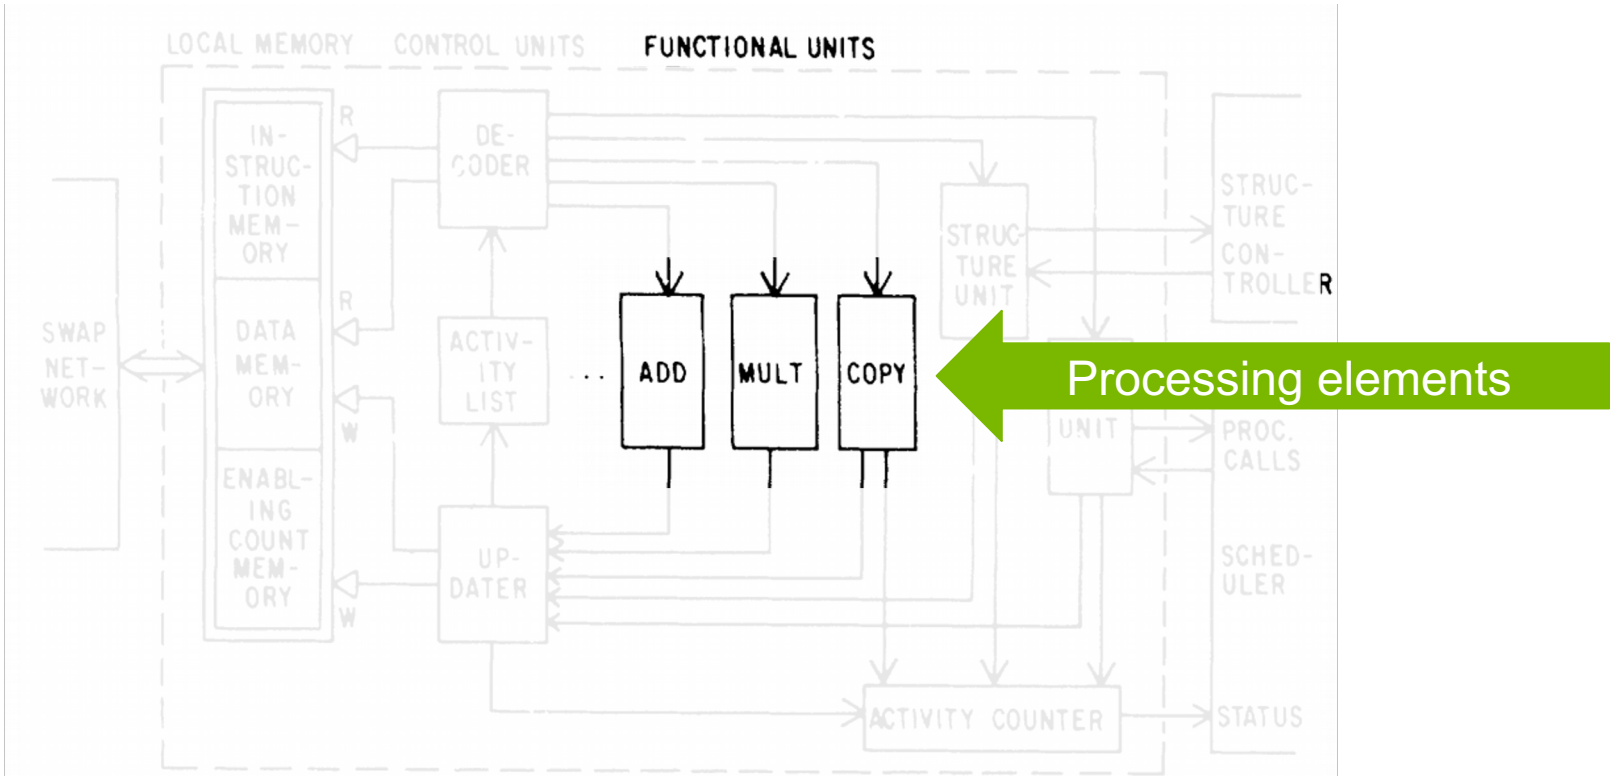 LOCAL MEMORY CONTROL UNITS FUNCTIONAL UNITS
IN-
STRUC-
TION
MEM-
ORY
R
DE-
CODER
STRUC-
TURE
UNIT
STRUC-
TURE
CON-
TROLLER
SWAP
NET-
WORK
DATA
MEM-
ORY
R
W
ACTIV-
ITY
LIST
...
ADD
MULT
COPY
Processing elements
UNIT
PROC.
CALLS
ENABL-
ING
COUNT
MEM-
ORY
W
UP-
DATER
SCHED-
ULER
ACTIVITY COUNTER
STATUS